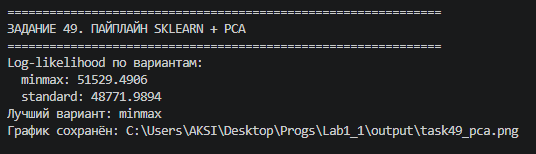 ==============================================================
ЗАДАНИЕ 49. ПАЙПЛАЙН SKLEARN + PCA
==============================================================
Log-likelihood по вариантам:
  minmax: 51529.4906
  standard: 48771.9894
Лучший вариант: minmax
График сохранён: C:\Users\AKSI\Desktop\Progs\Lab1_1\output\task49_pca.png